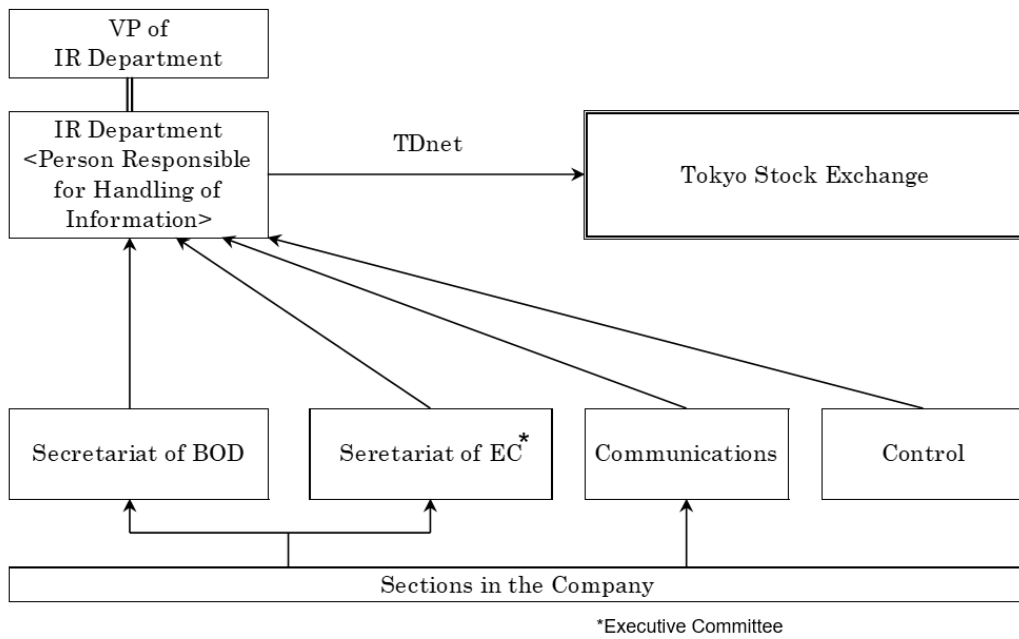 VP of
IR Department
IR Department
<Person Responsible
for Handling of
Information>
TDnet
Tokyo Stock Exchange
Secretariat of BOD
Seretariat of EC*
Communications
Control
Sections in the Company
*Executive Committee